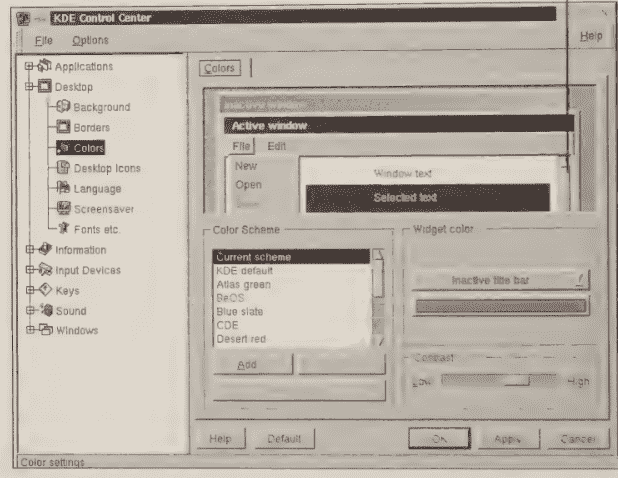 KDE Control Center
File Options Help
Applications
Desktop
Background
Borders
Colors
Desktop Icons
Language
Screensaver
Fonts etc.
Information
Input Devices
Keys
Sound
Windows
Colors
Inactive window
Active window
File Edit
New
Open
Window text
Selected text
Color Scheme
Current scheme
KDE default
Atlas green
BeOS
Blue slate
CDE
Desert red
Add
Widget color
Inactive title bar
Contrast
Low High
Help Default OK Apply Cancel
Color settings